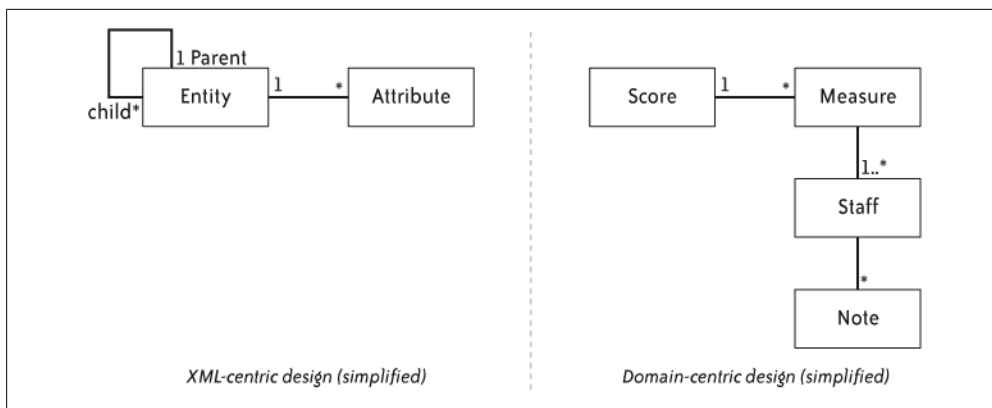 1 Parent
Entity
1
*
Attribute
child*
XML-centric design (simplified)
Score
1
*
Measure
1..*
Staff
*
Note
Domain-centric design (simplified)